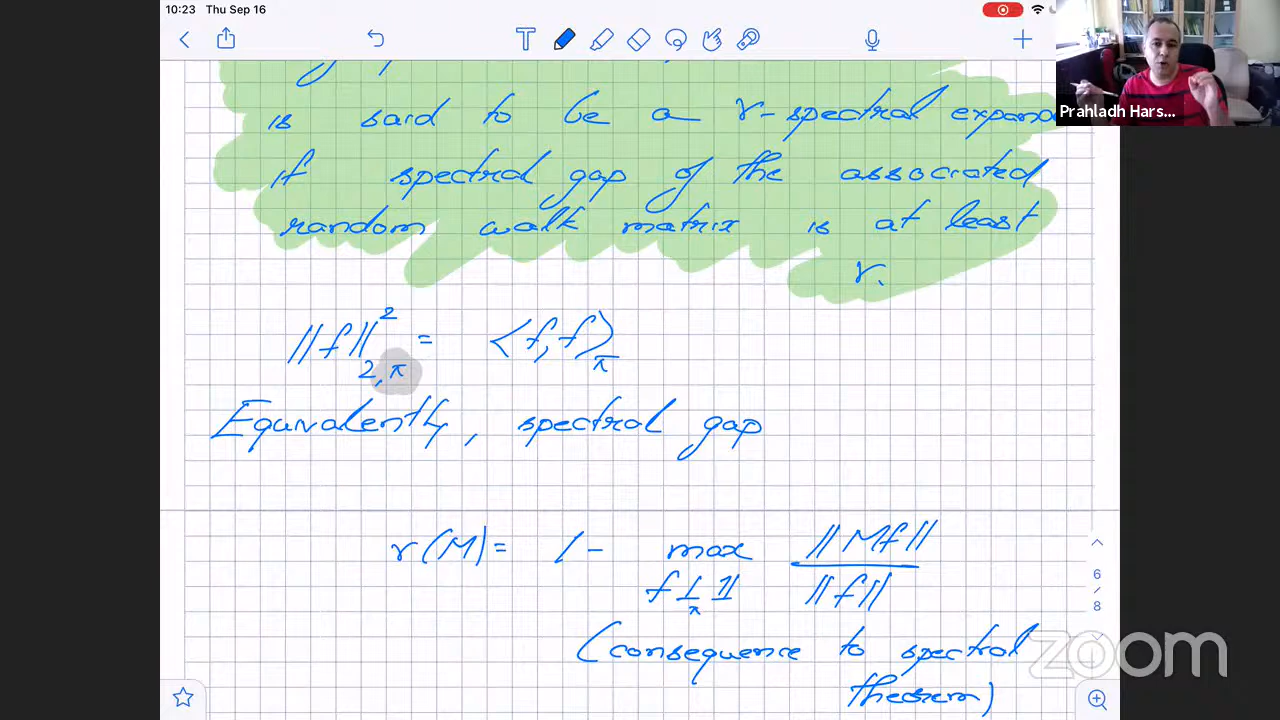 10:23 Thu Sep 16
Prahladh Hars...
is said to be a γ-spectral expand
if spectral gap of the associated
random walk matrix is at least
γ.
||f||²_{2,π} = ⟨f,f⟩_π
Equivalently, spectral gap
γ(M) = 1 - max_{f ⊥_π 𝟙} ||Mf|| / ||f||
(consequence to spectral
theorem)
6
/
8
zoom